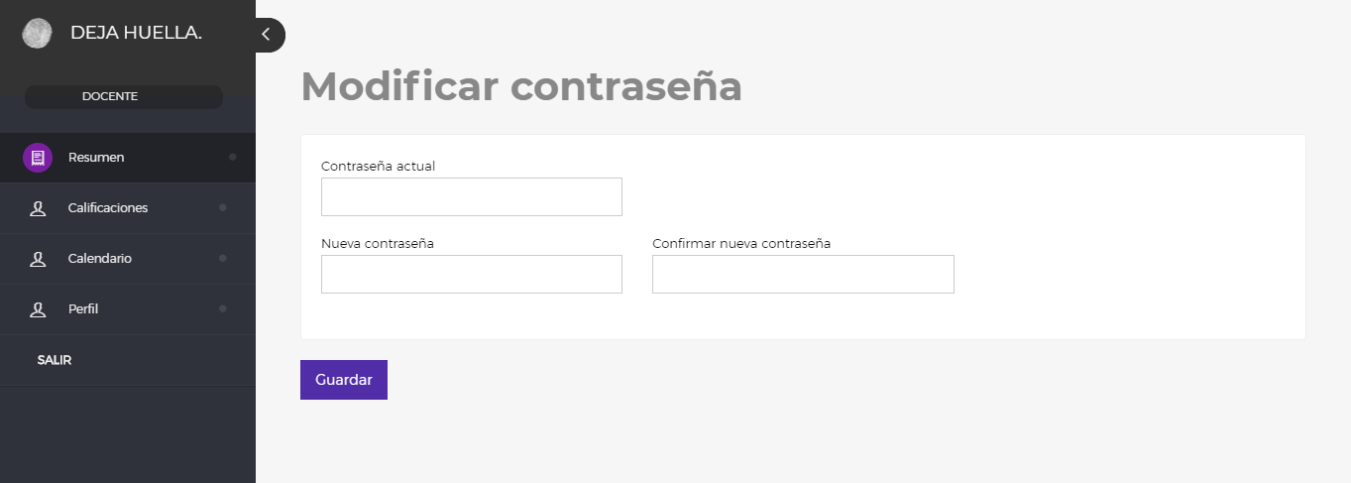 DEJA HUELLA.
DOCENTE
Resumen
Calificaciones
Calendario
Perfil
SALIR
Modificar contraseña
Contraseña actual
Nueva contraseña
Confirmar nueva contraseña
Guardar